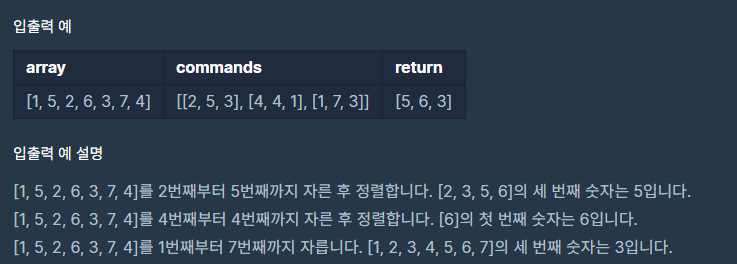 입출력 예
array commands return
[1, 5, 2, 6, 3, 7, 4] [[2, 5, 3], [4, 4, 1], [1, 7, 3]] [5, 6, 3]
입출력 예 설명
[1, 5, 2, 6, 3, 7, 4]를 2번째부터 5번째까지 자른 후 정렬합니다. [2, 3, 5, 6]의 세 번째 숫자는 5입니다.
[1, 5, 2, 6, 3, 7, 4]를 4번째부터 4번째까지 자른 후 정렬합니다. [6]의 첫 번째 숫자는 6입니다.
[1, 5, 2, 6, 3, 7, 4]를 1번째부터 7번째까지 자릅니다. [1, 2, 3, 4, 5, 6, 7]의 세 번째 숫자는 3입니다.